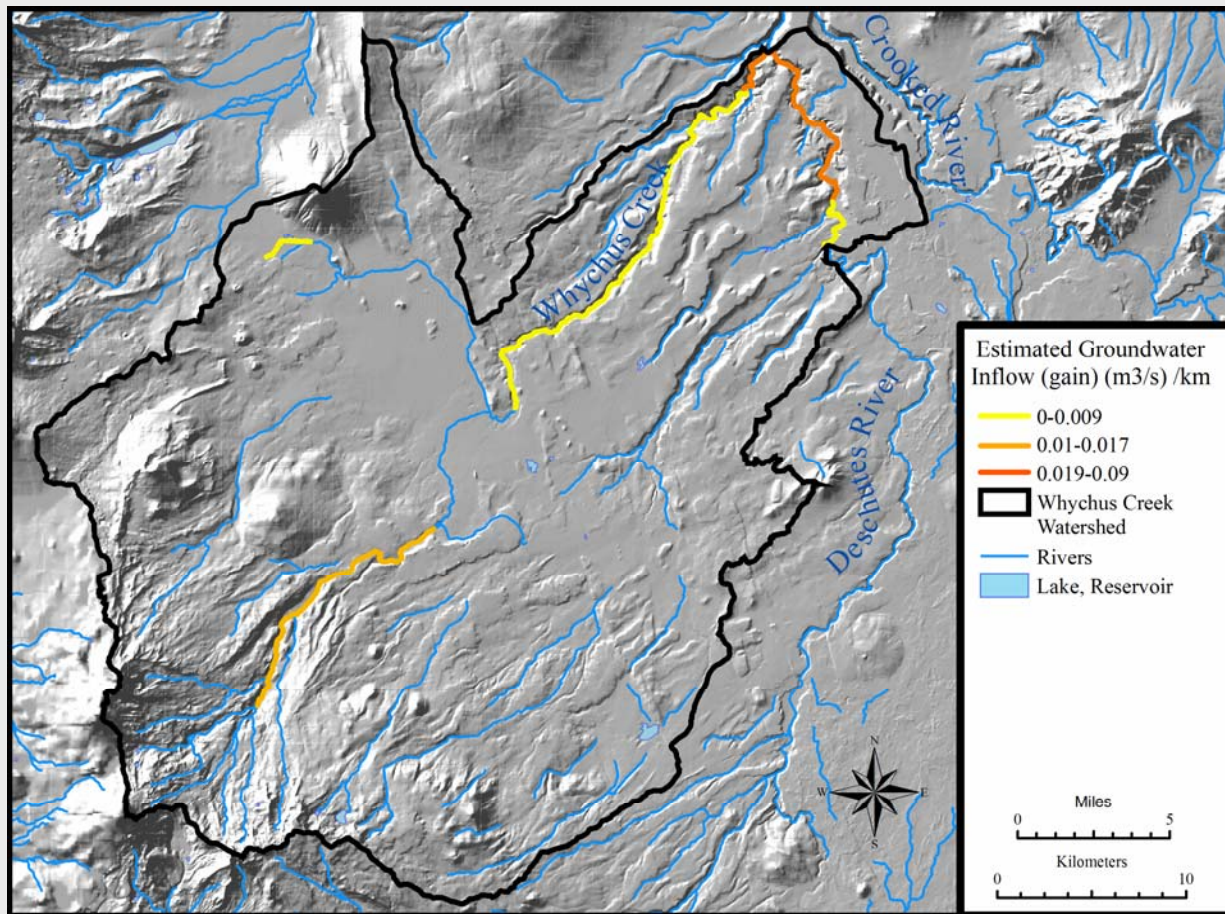 Crooked River
Whychus Creek
Deschutes River
Estimated Groundwater
Inflow (gain) (m3/s) /km
0-0.009
0.01-0.017
0.019-0.09
Whychus Creek
Watershed
Rivers
Lake, Reservoir
N
W
E
S
Miles
0
5
Kilometers
0
10